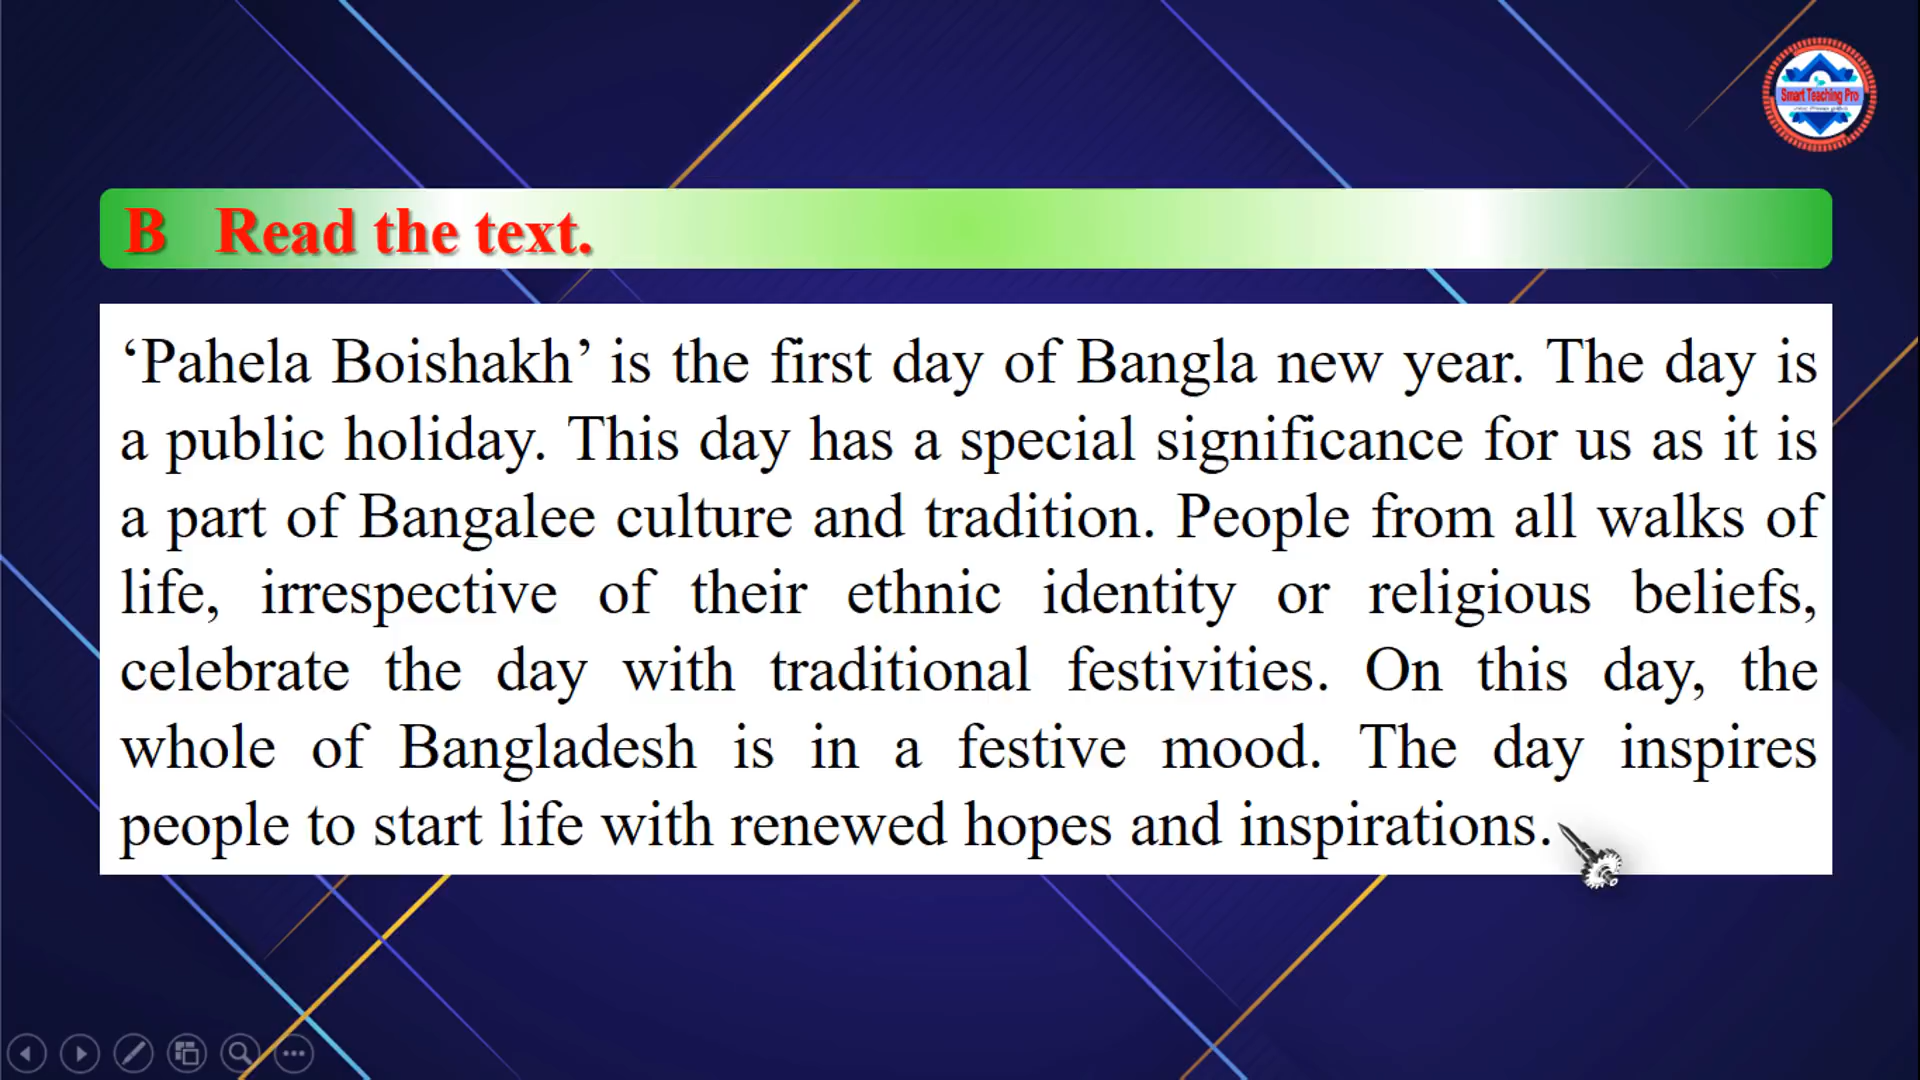 Smart Teaching Pro
B Read the text.
‘Pahela Boishakh’ is the first day of Bangla new year. The day is
a public holiday. This day has a special significance for us as it is
a part of Bangalee culture and tradition. People from all walks of
life, irrespective of their ethnic identity or religious beliefs,
celebrate the day with traditional festivities. On this day, the
whole of Bangladesh is in a festive mood. The day inspires
people to start life with renewed hopes and inspirations.